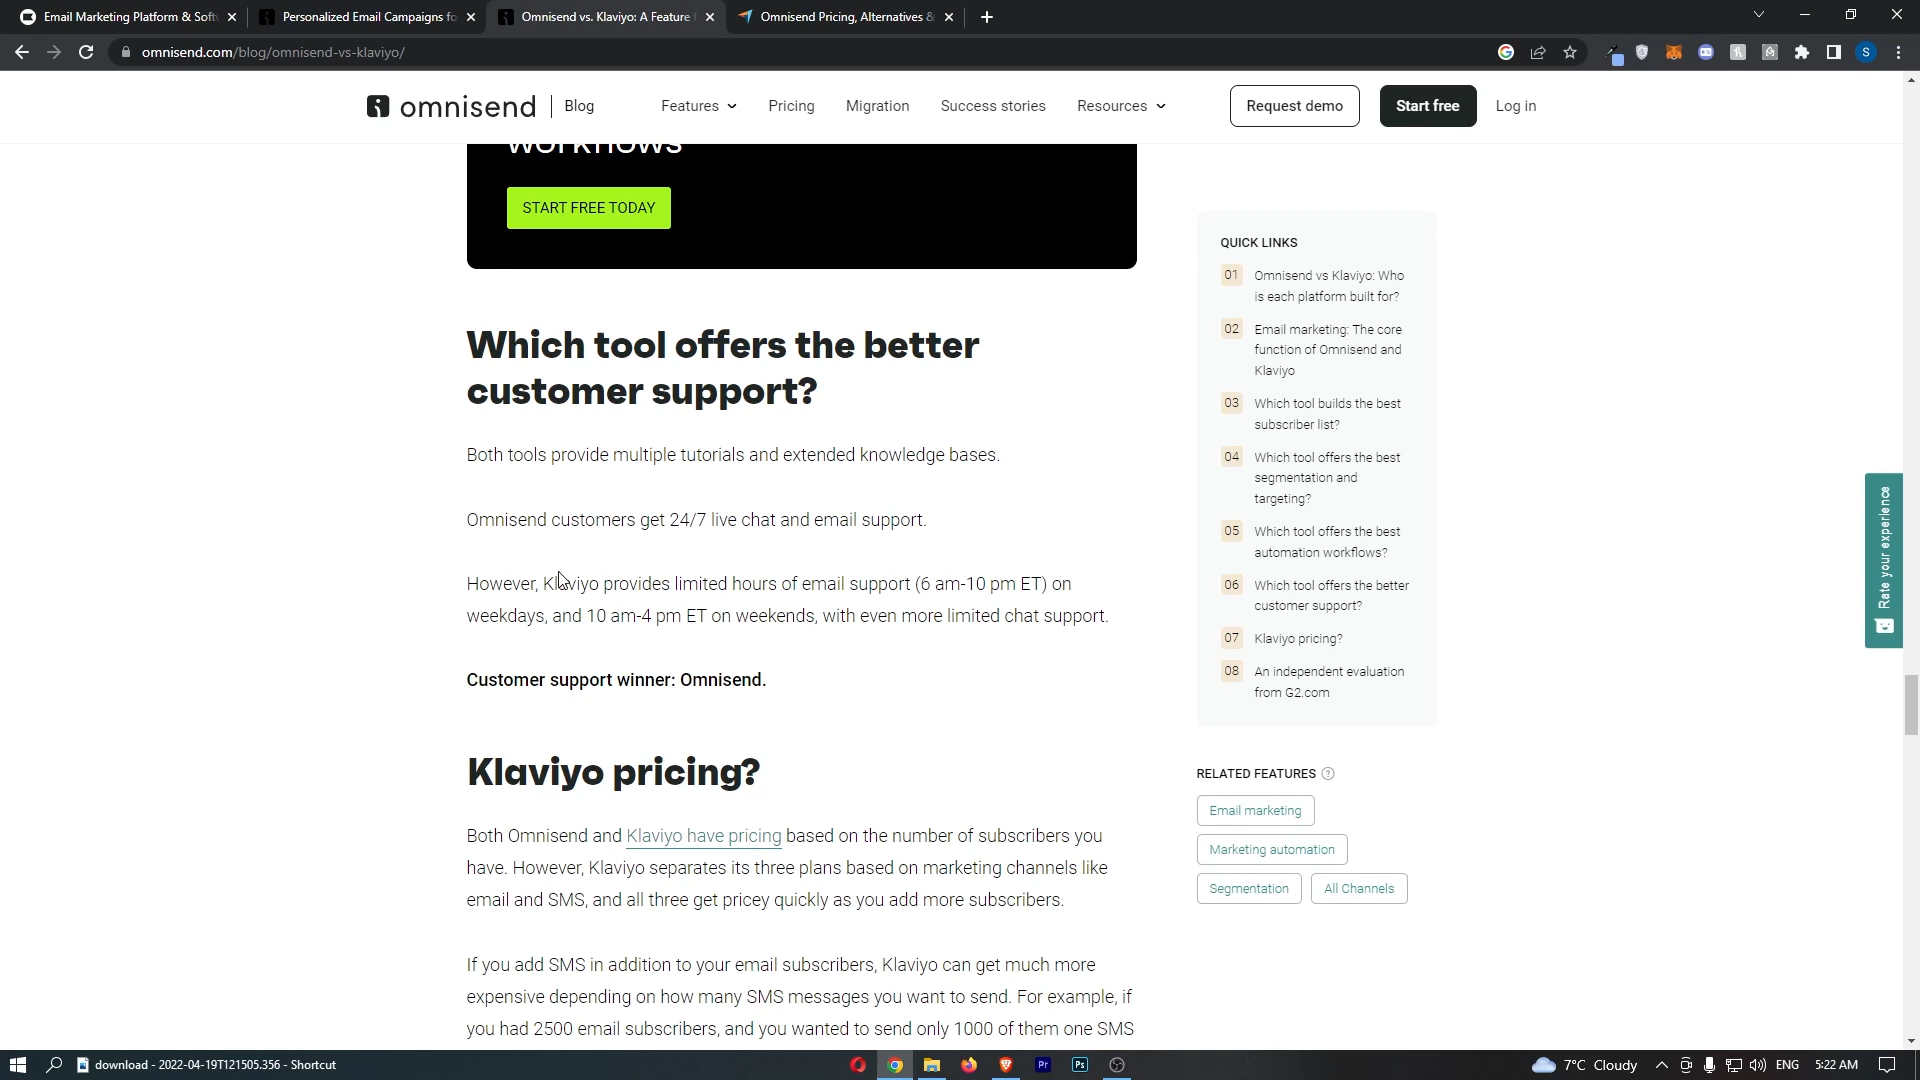 Email Marketing Platform & Soft
Personalized Email Campaigns fo
Omnisend vs. Klaviyo: A Feature
Omnisend Pricing, Alternatives &
omnisend.com/blog/omnisend-vs-klaviyo/
S
omnisend | Blog
Features
Pricing
Migration
Success stories
Resources
Request demo
Start free
Log in
workflows
START FREE TODAY
Which tool offers the better
customer support?
Both tools provide multiple tutorials and extended knowledge bases.
Omnisend customers get 24/7 live chat and email support.
However, Klaviyo provides limited hours of email support (6 am-10 pm ET) on
weekdays, and 10 am-4 pm ET on weekends, with even more limited chat support.
Customer support winner: Omnisend.
Klaviyo pricing?
Both Omnisend and Klaviyo have pricing based on the number of subscribers you
have. However, Klaviyo separates its three plans based on marketing channels like
email and SMS, and all three get pricey quickly as you add more subscribers.
If you add SMS in addition to your email subscribers, Klaviyo can get much more
expensive depending on how many SMS messages you want to send. For example, if
you had 2500 email subscribers, and you wanted to send only 1000 of them one SMS
QUICK LINKS
01 Omnisend vs Klaviyo: Who
is each platform built for?
02 Email marketing: The core
function of Omnisend and
Klaviyo
03 Which tool builds the best
subscriber list?
04 Which tool offers the best
segmentation and
targeting?
05 Which tool offers the best
automation workflows?
06 Which tool offers the better
customer support?
07 Klaviyo pricing?
08 An independent evaluation
from G2.com
RELATED FEATURES ?
Email marketing
Marketing automation
Segmentation
All Channels
Rate your experience
download - 2022-04-19T121505.356 - Shortcut
Pr
Ps
7°C Cloudy
ENG
5:22 AM